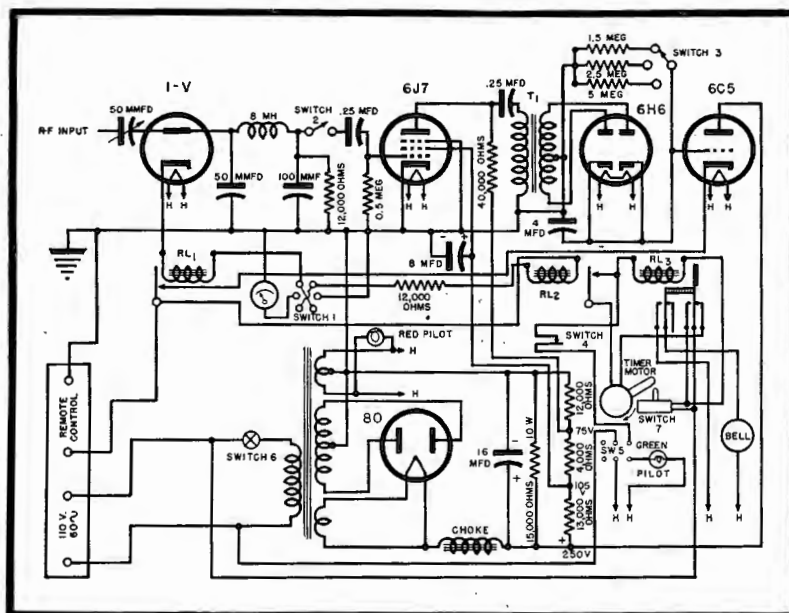 1-V
6J7
6H6
6C5
50 MMFD
R-F INPUT
8 MH
SWITCH 2
.25 MFD
50 MMFD
100 MMF
12,000 OHMS
0.5 MEG
40,000 OHMS
.25 MFD
T1
1.5 MEG
2.5 MEG
5 MEG
SWITCH 3
4 MFD
H H
H H
H H
H H
- +
8 MFD
RL1
SWITCH 1
12,000 OHMS
RL2
RL3
RED PILOT
H
H
SWITCH 4
TIMER MOTOR
SWITCH 7
BELL
REMOTE CONTROL
110 V. 60~
SWITCH 6
80
16 MFD
-
+
10 W
15,000 OHMS
12,000 OHMS
75V
4,000 OHMS
105 V
13,000 OHMS
+
250V
CHOKE
SW 5
GREEN PILOT
H H
H
H